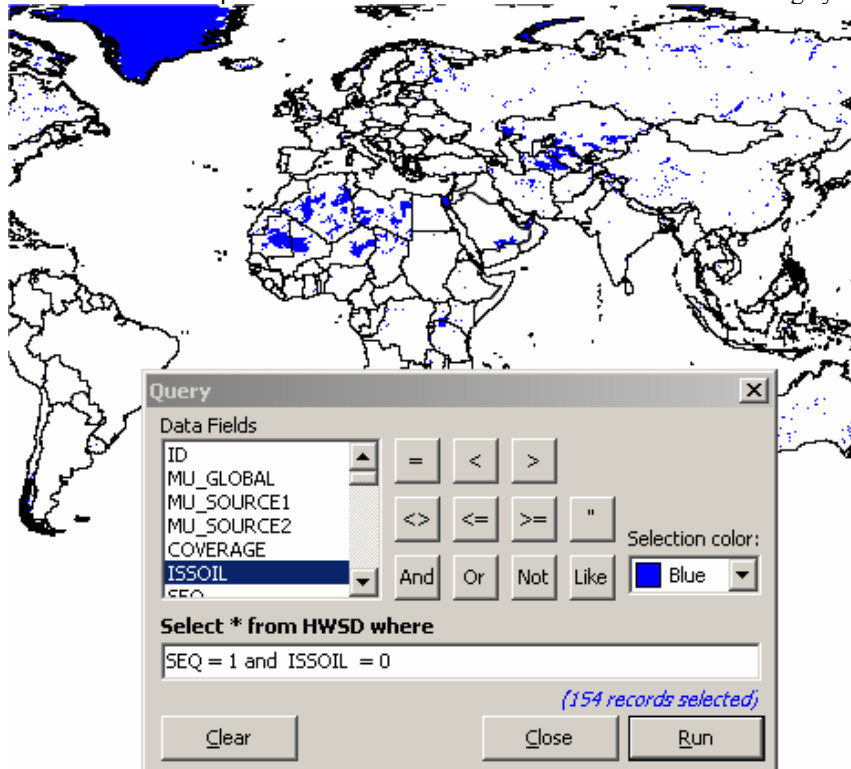 Query
Data Fields
ID
MU_GLOBAL
MU_SOURCE1
MU_SOURCE2
COVERAGE
ISSOIL
SEQ
= < >
<> <= >= "
And Or Not Like
Selection color:
Blue
Select * from HWSD where
SEQ = 1 and ISSOIL = 0
(154 records selected)
Clear Close Run